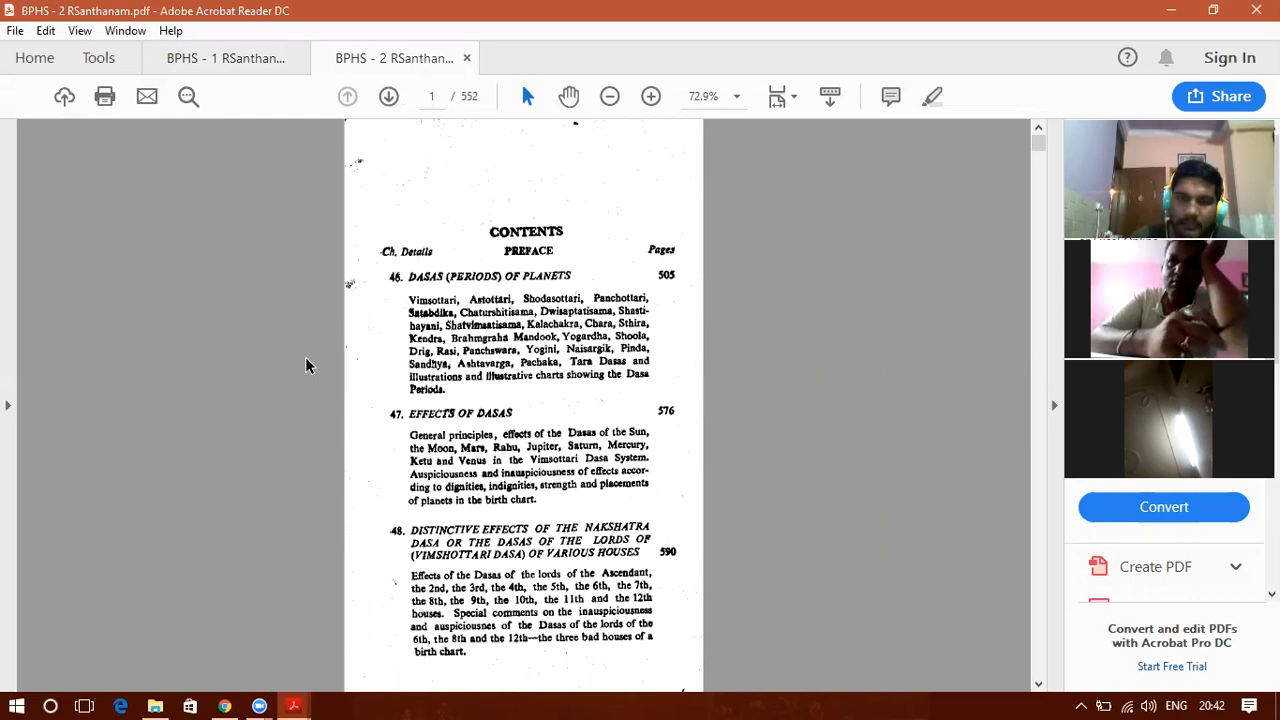 BPHS - 2 RSanthanam.pdf - Adobe Acrobat Reader DC
File Edit View Window Help
Home Tools BPHS - 1 RSanthan... BPHS - 2 RSanthan... × Sign In
1 / 552 72.9% Share
CONTENTS
Ch. Details PREFACE Pages
46. DASAS (PERIODS) OF PLANETS 505
Vimsottari, Astottari, Shodasottari, Panchottari,
Satabdika, Chaturshitisama, Dwisaptatisama, Shasti-
hayani, Shatvimsatisama, Kalachakra, Chara, Sthira,
Kendra, Brahmgraha Mandook, Yogardha, Shoola,
Drig, Rasi, Panchswara, Yogini, Naisargik, Pinda,
Sandhya, Ashtavarga, Pachaka, Tara Dasas and
illustrations and illustrative charts showing the Dasa
Periods.
47. EFFECTS OF DASAS 576
General principles, effects of the Dasas of the Sun,
the Moon, Mars, Rahu, Jupiter, Saturn, Mercury,
Ketu and Venus in the Vimsottari Dasa System.
Auspiciousness and inauspiciousness of effects accor-
ding to dignities, indignities, strength and placements
of planets in the birth chart.
48. DISTINCTIVE EFFECTS OF THE NAKSHATRA
DASA OR THE DASAS OF THE LORDS OF
(VIMSHOTTARI DASA) OF VARIOUS HOUSES 590
Effects of the Dasas of the lords of the Ascendant,
the 2nd, the 3rd, the 4th, the 5th, the 6th, the 7th,
the 8th, the 9th, the 10th, the 11th and the 12th
houses. Special comments on the inauspiciousness
and auspiciousnes of the Dasas of the lords of the
6th, the 8th and the 12th—the three bad houses of a
birth chart.
Convert
Create PDF
Convert and edit PDFs
with Acrobat Pro DC
Start Free Trial
ENG 20:42